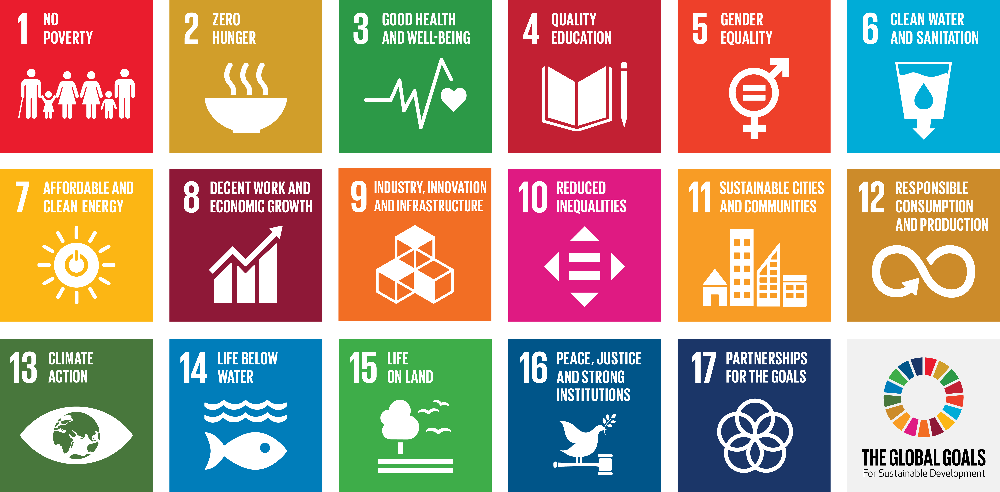 1 NO
POVERTY
2 ZERO
HUNGER
3 GOOD HEALTH
AND WELL-BEING
4 QUALITY
EDUCATION
5 GENDER
EQUALITY
6 CLEAN WATER
AND SANITATION
7 AFFORDABLE AND
CLEAN ENERGY
8 DECENT WORK AND
ECONOMIC GROWTH
9 INDUSTRY, INNOVATION
AND INFRASTRUCTURE
10 REDUCED
INEQUALITIES
11 SUSTAINABLE CITIES
AND COMMUNITIES
12 RESPONSIBLE
CONSUMPTION
AND PRODUCTION
13 CLIMATE
ACTION
14 LIFE BELOW
WATER
15 LIFE
ON LAND
16 PEACE, JUSTICE
AND STRONG
INSTITUTIONS
17 PARTNERSHIPS
FOR THE GOALS
THE GLOBAL GOALS
For Sustainable Development